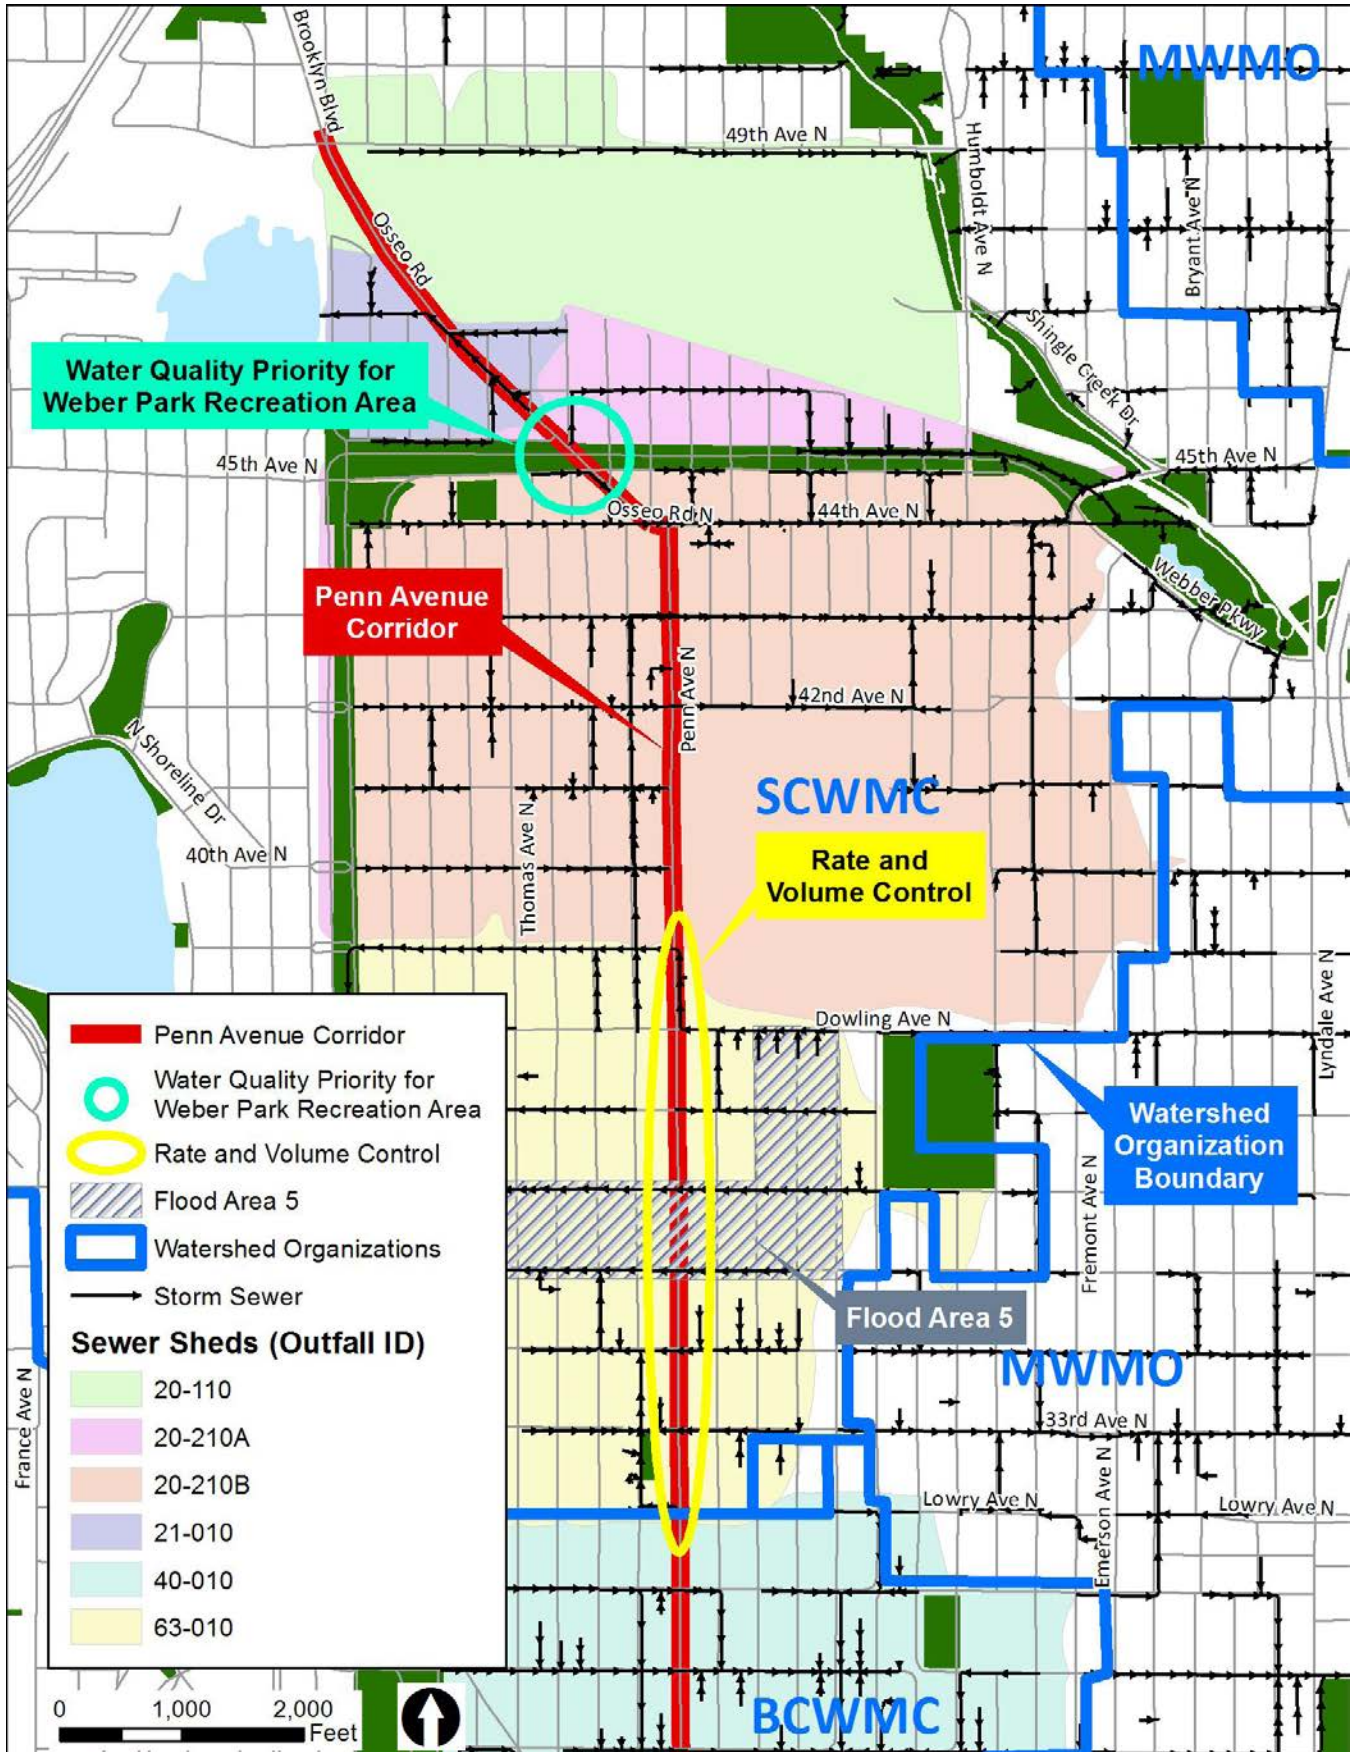 Brooklyn Blvd
MWMO
49th Ave N
Humboldt Ave N
Bryant Ave N
Osseo Rd
Shingle Creek Dr
Water Quality Priority for
Weber Park Recreation Area
45th Ave N
45th Ave N
Osseo Rd N
44th Ave N
Webber Pkwy
Penn Avenue
Corridor
Penn Ave N
42nd Ave N
N Shoreline Dr
SCWMC
Thomas Ave N
40th Ave N
Rate and
Volume Control
Dowling Ave N
Lyndale Ave N
Watershed
Organization
Boundary
Fremont Ave N
Flood Area 5
MWMO
33rd Ave N
Emerson Ave N
Lowry Ave N
Lowry Ave N
France Ave N
BCWMC
Penn Avenue Corridor
Water Quality Priority for
Weber Park Recreation Area
Rate and Volume Control
Flood Area 5
Watershed Organizations
Storm Sewer
Sewer Sheds (Outfall ID)
20-110
20-210A
20-210B
21-010
40-010
63-010
0 1,000 2,000
Feet